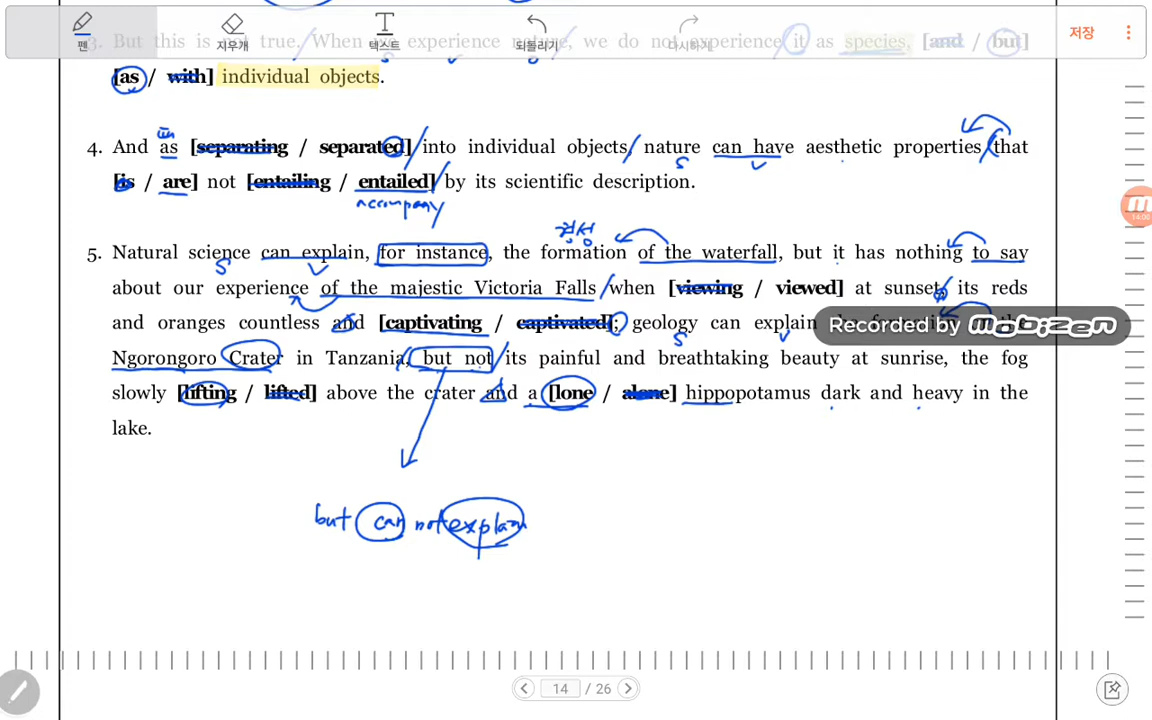 펜
지우개
텍스트
되돌리기
다시하기
저장
3. But this is not true. When we experience nature, we do not experience it as species, [and / but]
[as / with] individual objects.
우리
4. And as [separating / separated] into individual objects, nature can have aesthetic properties that
S V
[is / are] not [entailing / entailed] by its scientific description.
accompany
형성
5. Natural science can explain, for instance, the formation of the waterfall, but it has nothing to say
S V
about our experience of the majestic Victoria Falls when [viewing / viewed] at sunset, its reds
and oranges countless and [captivating / captivated]; geology can explain
S V
Recorded by mobizen
14:00
Ngorongoro Crater in Tanzania, but not its painful and breathtaking beauty at sunrise, the fog
slowly [lifting / lifted] above the crater and a [lone / alone] hippopotamus dark and heavy in the
lake.
but can not explain
14 / 26